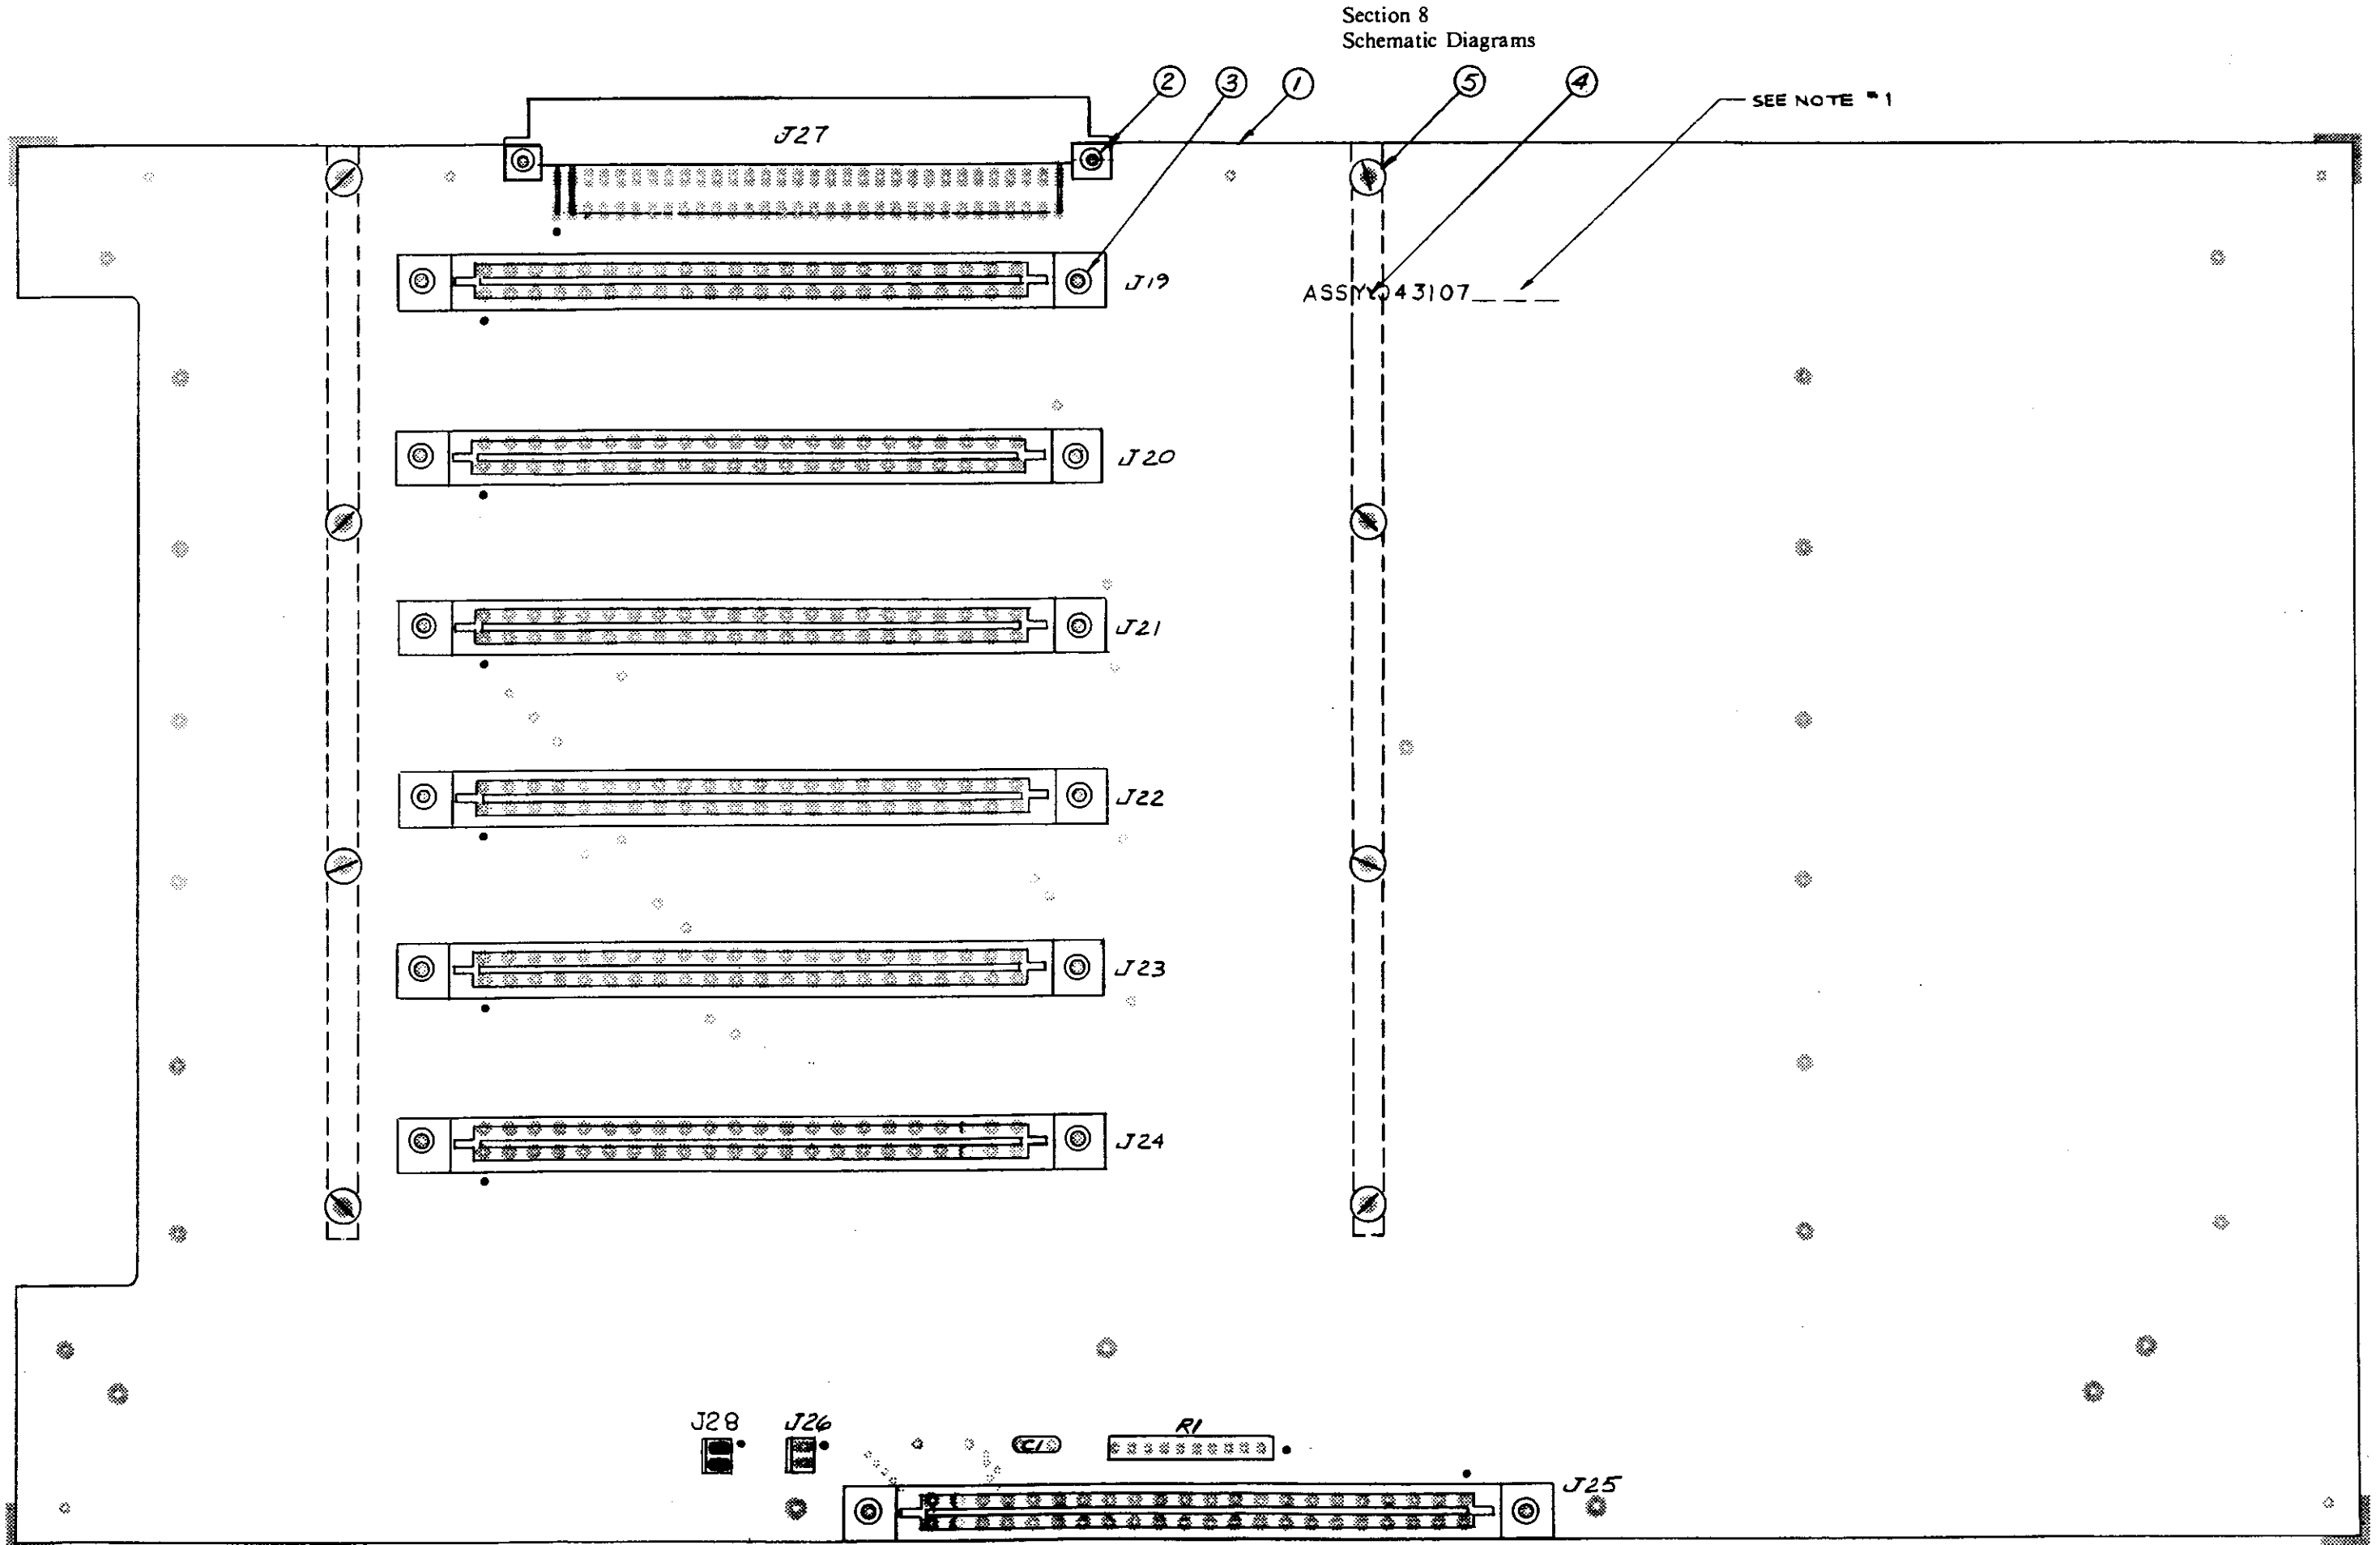 Section 8
Schematic Diagrams
2 3 1 5 4
SEE NOTE #1
J27
J19
ASSY 043107_ _ _
J20
J21
J22
J23
J24
J28 J26 C1 R1
J25